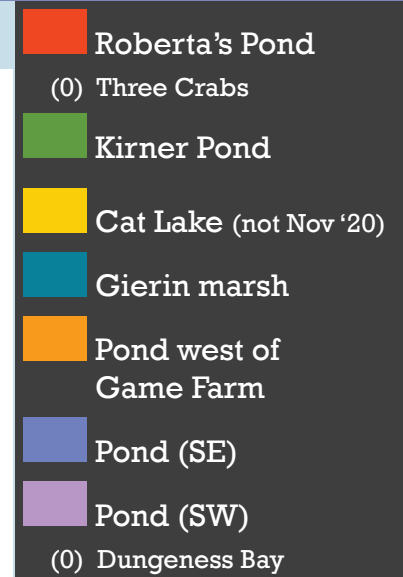 Roberta’s Pond
(0) Three Crabs
Kirner Pond
Cat Lake (not Nov ‘20)
Gierin marsh
Pond west of
Game Farm
Pond (SE)
Pond (SW)
(0) Dungeness Bay